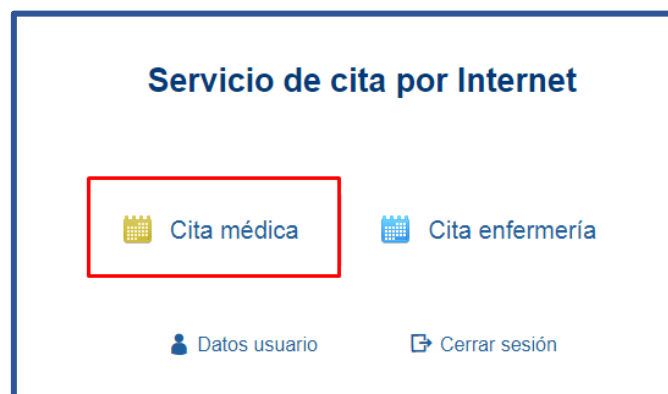 Servicio de cita por Internet
Cita médica
Cita enfermería
Datos usuario
Cerrar sesión